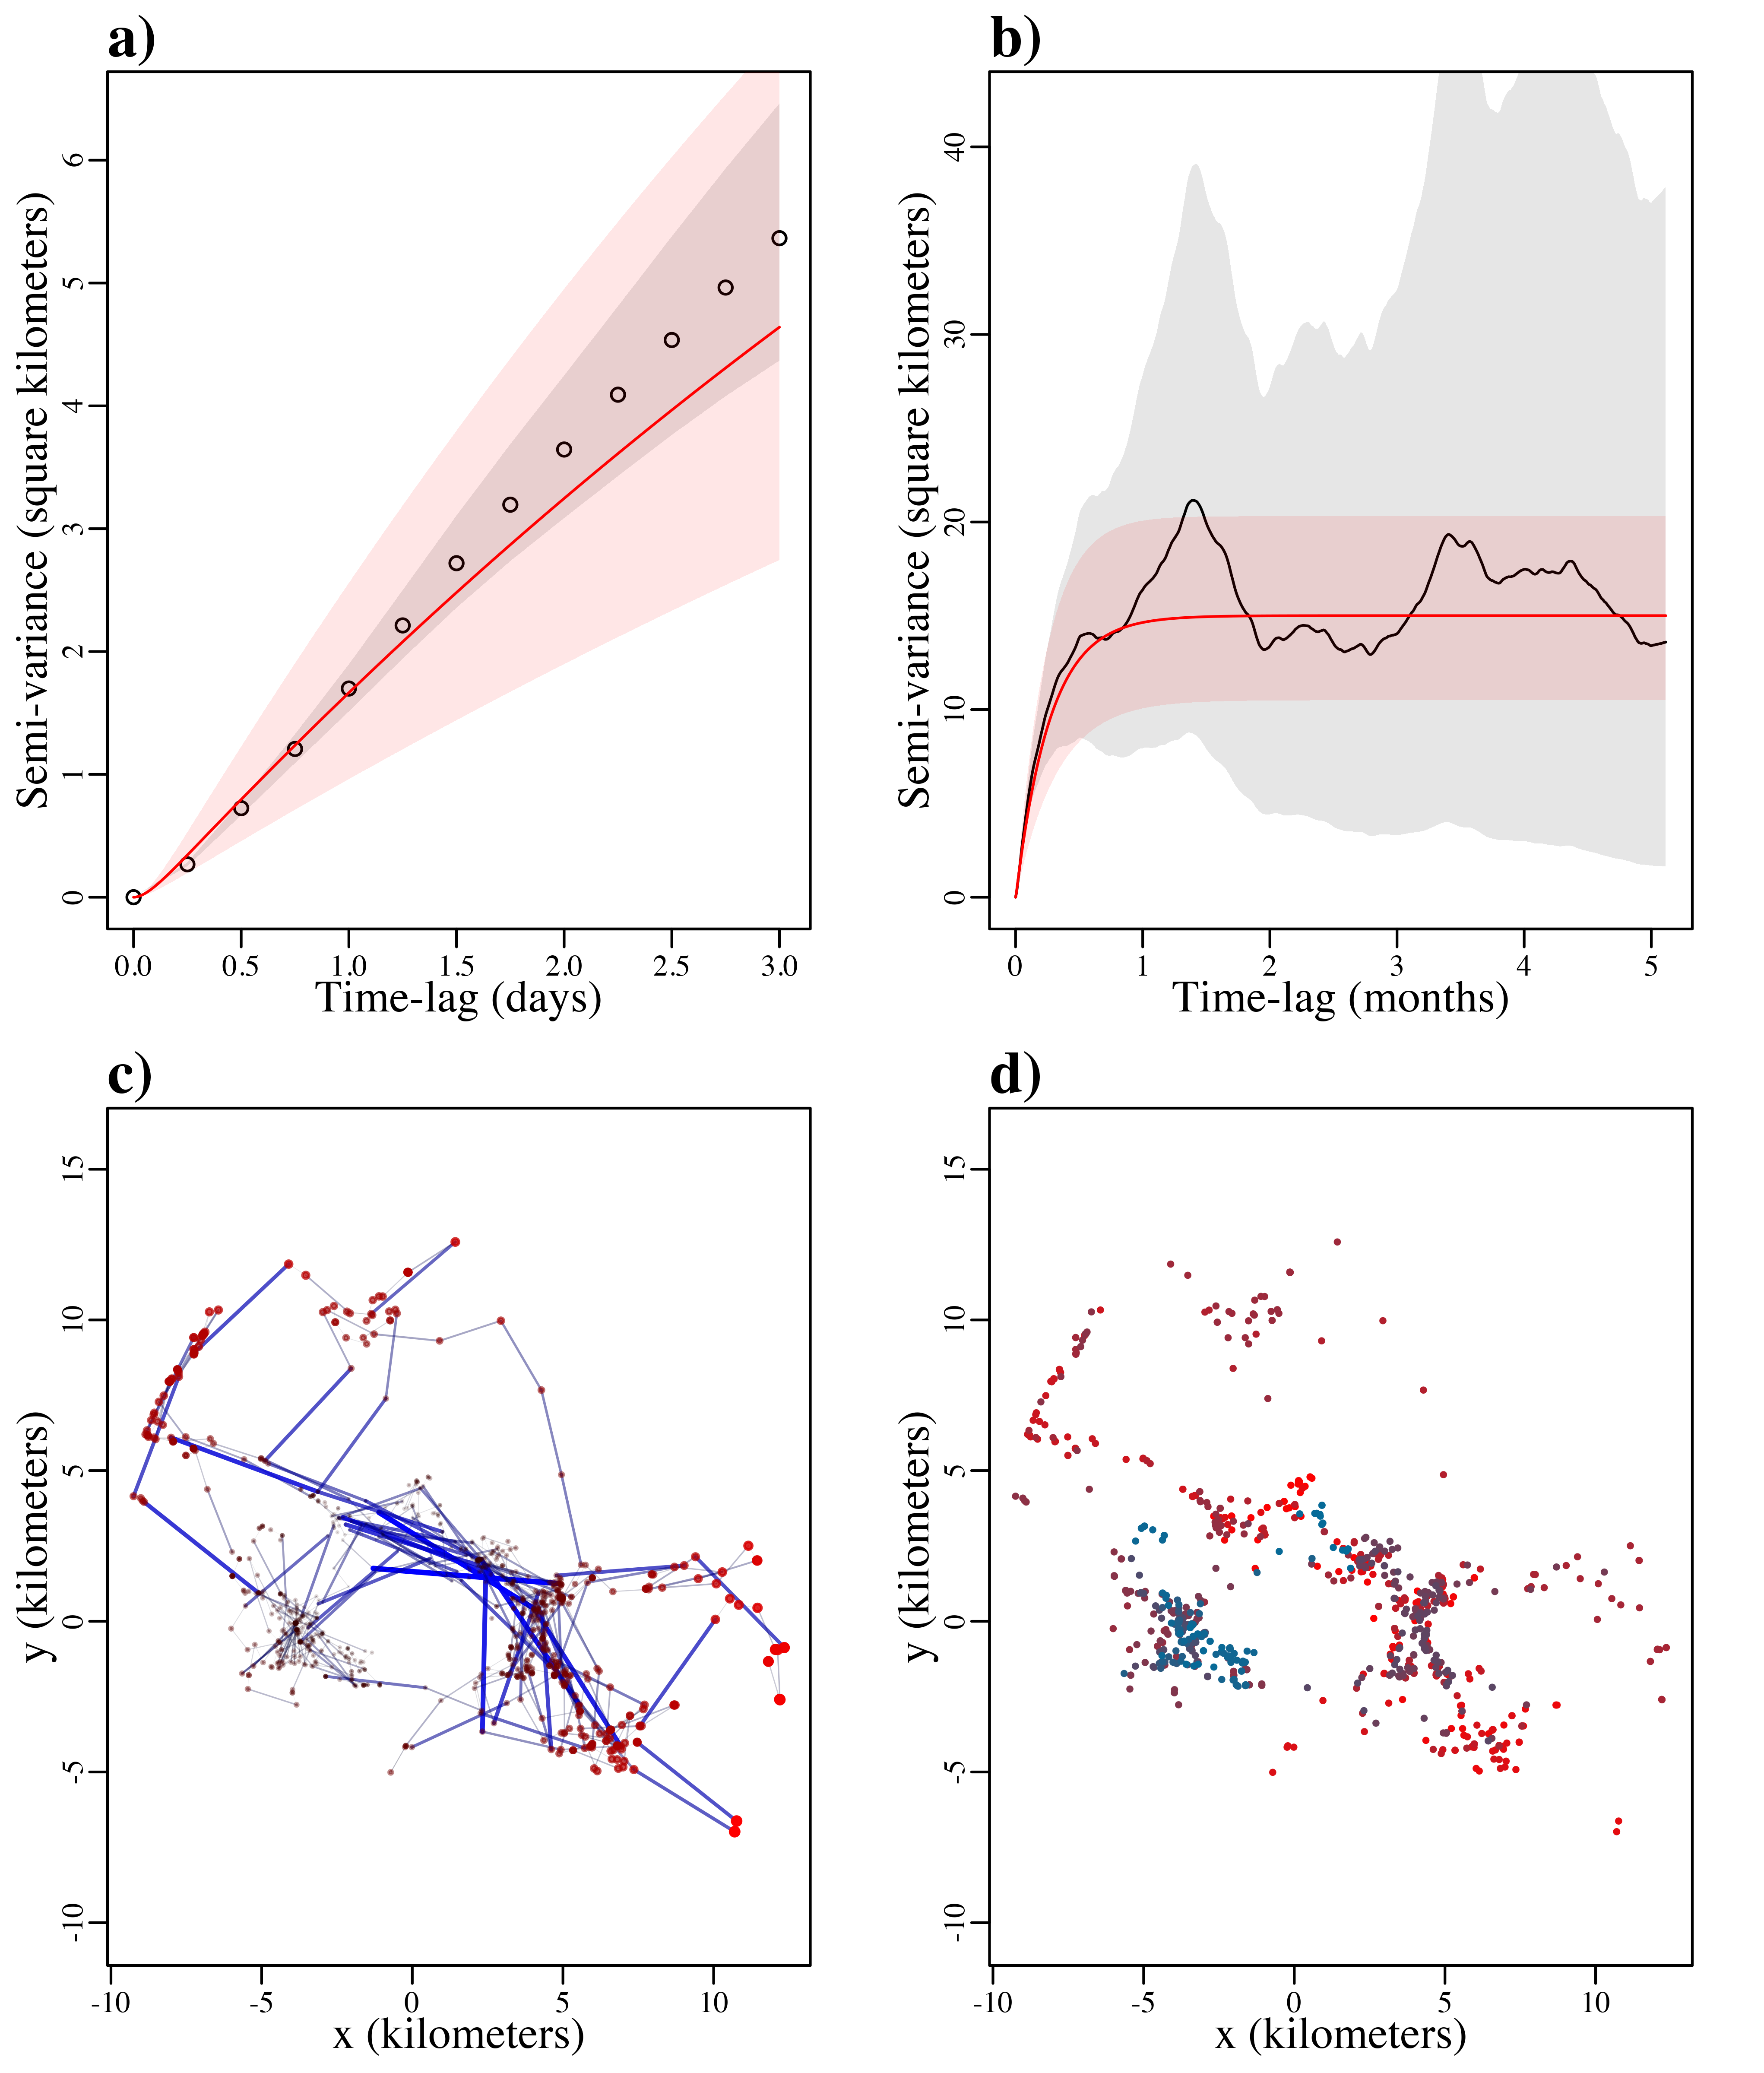 a)
Semi-variance (square kilometers)
0 1 2 3 4 5 6
0.0 0.5 1.0 1.5 2.0 2.5 3.0
Time-lag (days)
b)
Semi-variance (square kilometers)
0 10 20 30 40
0 1 2 3 4 5
Time-lag (months)
c)
y (kilometers)
-10 -5 0 5 10 15
-10 -5 0 5 10
x (kilometers)
d)
y (kilometers)
-10 -5 0 5 10 15
-10 -5 0 5 10
x (kilometers)